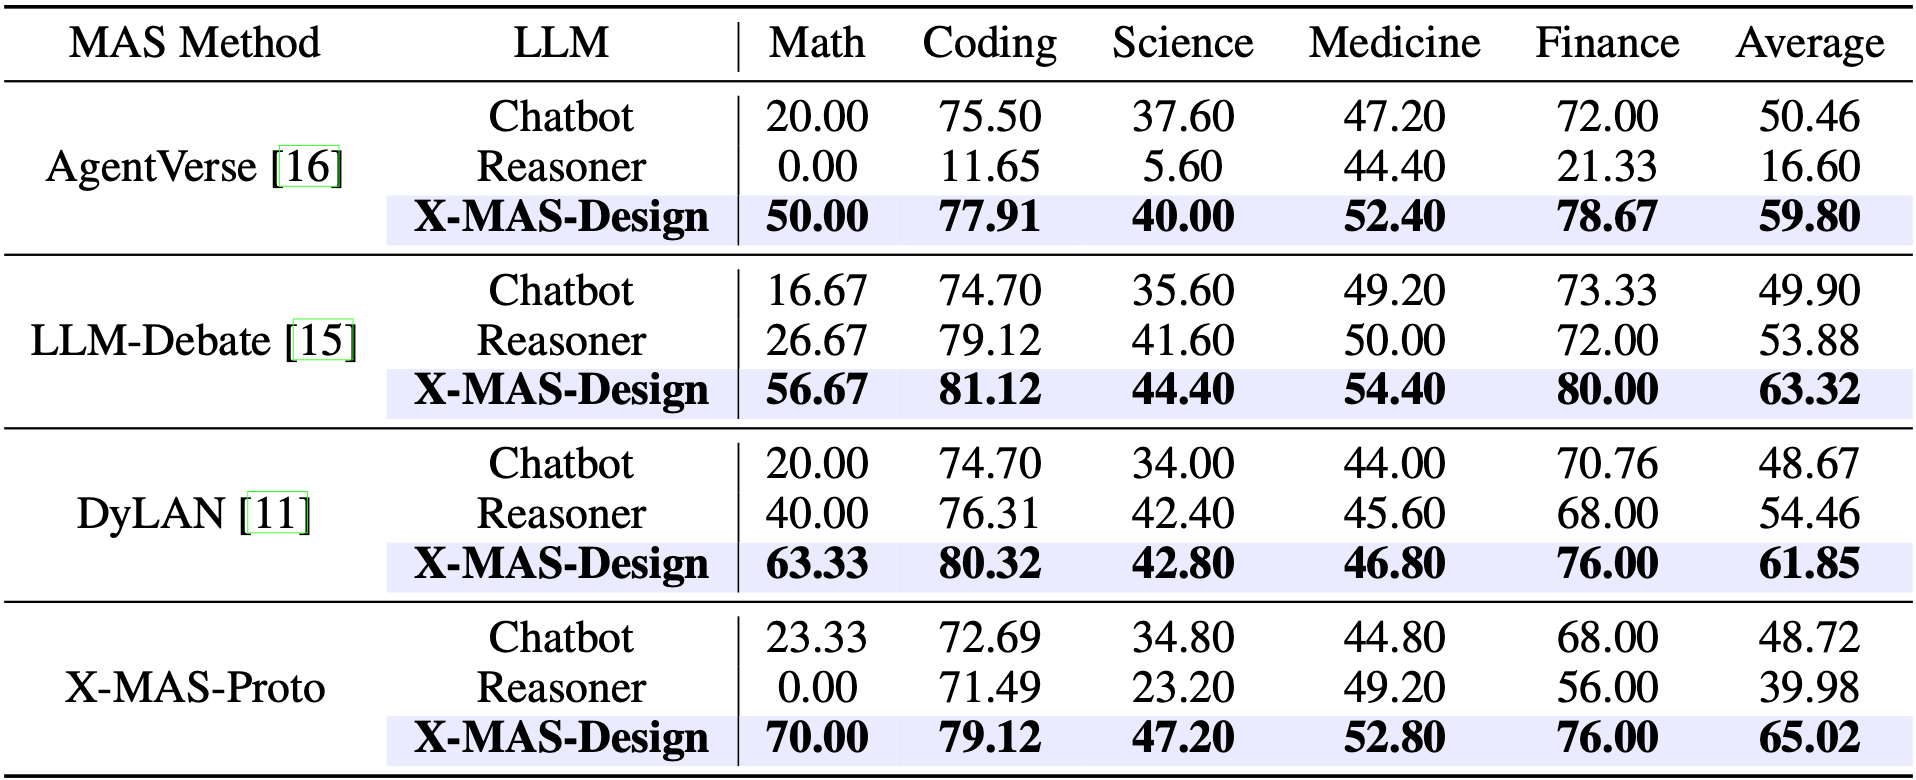 MAS Method LLM Math Coding Science Medicine Finance Average
Chatbot 20.00 75.50 37.60 47.20 72.00 50.46
AgentVerse [16] Reasoner 0.00 11.65 5.60 44.40 21.33 16.60
X-MAS-Design 50.00 77.91 40.00 52.40 78.67 59.80
Chatbot 16.67 74.70 35.60 49.20 73.33 49.90
LLM-Debate [15] Reasoner 26.67 79.12 41.60 50.00 72.00 53.88
X-MAS-Design 56.67 81.12 44.40 54.40 80.00 63.32
Chatbot 20.00 74.70 34.00 44.00 70.76 48.67
DyLAN [11] Reasoner 40.00 76.31 42.40 45.60 68.00 54.46
X-MAS-Design 63.33 80.32 42.80 46.80 76.00 61.85
Chatbot 23.33 72.69 34.80 44.80 68.00 48.72
X-MAS-Proto Reasoner 0.00 71.49 23.20 49.20 56.00 39.98
X-MAS-Design 70.00 79.12 47.20 52.80 76.00 65.02